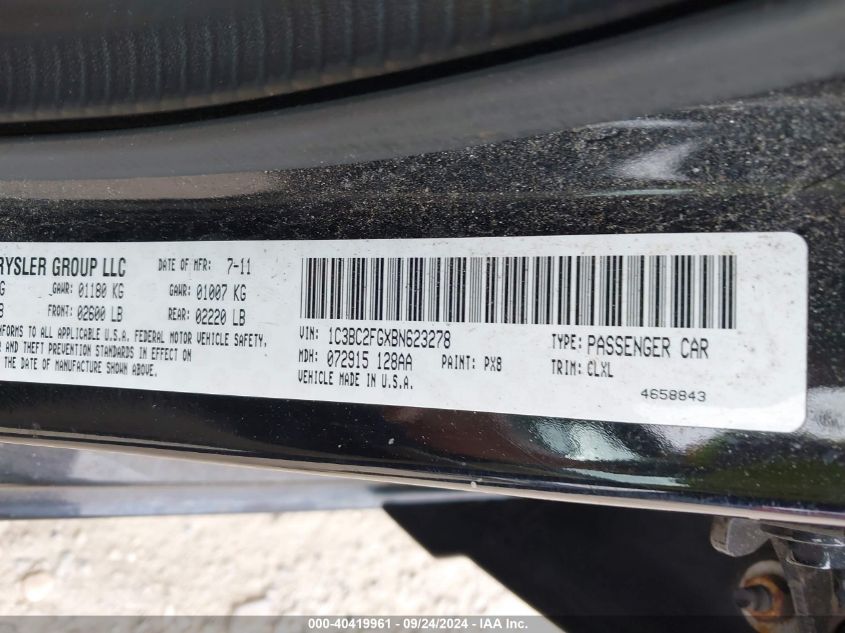 RYSLER GROUP LLC DATE OF MFR: 7-11
G GAWR: 01180 KG GAWR: 01007 KG
B FRONT: 02600 LB REAR: 02220 LB
NFORMS TO ALL APPLICABLE U.S.A. FEDERAL MOTOR VEHICLE SAFETY,
R AND THEFT PREVENTION STANDARDS IN EFFECT ON
THE DATE OF MANUFACTURE SHOWN ABOVE.
VIN: 1C3BC2FGXBN623278 TYPE: PASSENGER CAR
MDH: 072915 128AA PAINT: PX8 TRIM: CLXL
VEHICLE MADE IN U.S.A. 4658843
000-40419961 - 09/24/2024 - IAA Inc.